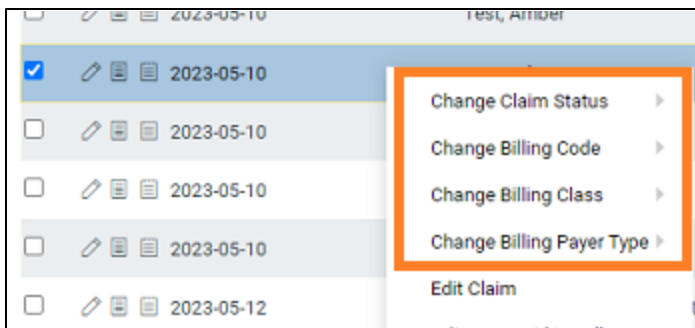 2023-05-10 Test, Amber
2023-05-10
Change Claim Status
2023-05-10
Change Billing Code
2023-05-10
Change Billing Class
2023-05-10
Change Billing Payer Type
Edit Claim
2023-05-12